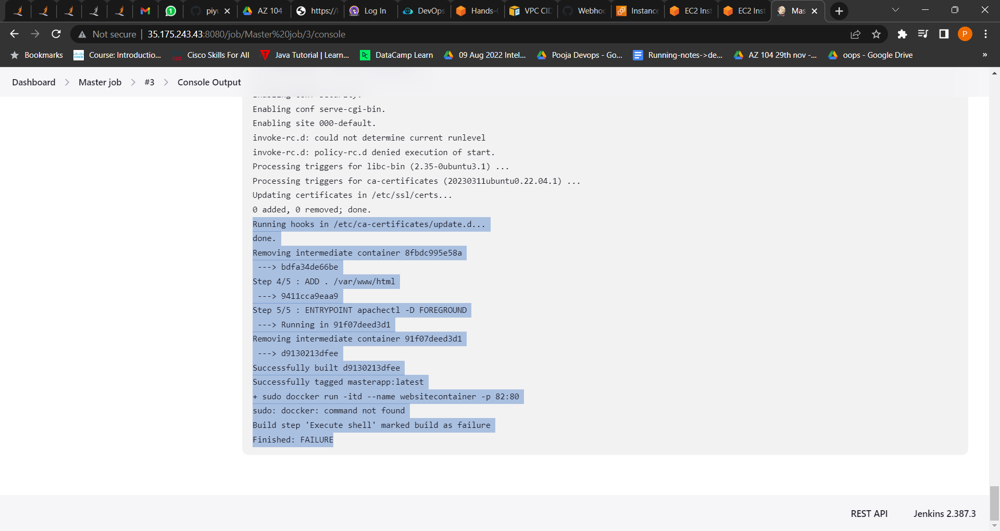 piyu
AZ 104
https://
Log In
DevOps
Hands-
VPC CID
Webho
Instance
EC2 Inst
EC2 Inst
Mas
Not secure
35.175.243.43:8080/job/Master%20job/3/console
P
Bookmarks
Course: Introductio...
Cisco Skills For All
Java Tutorial | Learn...
DataCamp Learn
09 Aug 2022 Intel...
Pooja Devops - Go...
Running-notes->de...
AZ 104 29th nov -...
oops - Google Drive
»
Dashboard > Master job > #3 > Console Output
Enabling conf serve-cgi-bin.
Enabling site 000-default.
invoke-rc.d: could not determine current runlevel
invoke-rc.d: policy-rc.d denied execution of start.
Processing triggers for libc-bin (2.35-0ubuntu3.1) ...
Processing triggers for ca-certificates (20230311ubuntu0.22.04.1) ...
Updating certificates in /etc/ssl/certs...
0 added, 0 removed; done.
Running hooks in /etc/ca-certificates/update.d...
done.
Removing intermediate container 8fbdc995e58a
---> bdfa34de66be
Step 4/5 : ADD . /var/www/html
---> 9411cca9eaa9
Step 5/5 : ENTRYPOINT apachectl -D FOREGROUND
---> Running in 91f07deed3d1
Removing intermediate container 91f07deed3d1
---> d9130213dfee
Successfully built d9130213dfee
Successfully tagged masterapp:latest
+ sudo doccker run -itd --name websitecontainer -p 82:80
sudo: doccker: command not found
Build step 'Execute shell' marked build as failure
Finished: FAILURE
REST API
Jenkins 2.387.3